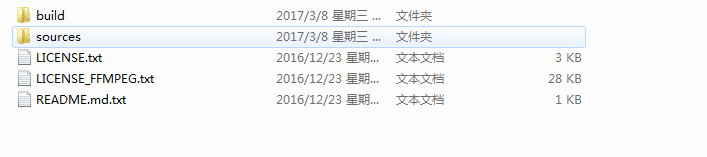 build 2017/3/8 星期三 ... 文件夹
sources 2017/3/8 星期三 ... 文件夹
LICENSE.txt 2016/12/23 星期... 文本文档 3 KB
LICENSE_FFMPEG.txt 2016/12/23 星期... 文本文档 28 KB
README.md.txt 2016/12/23 星期... 文本文档 1 KB